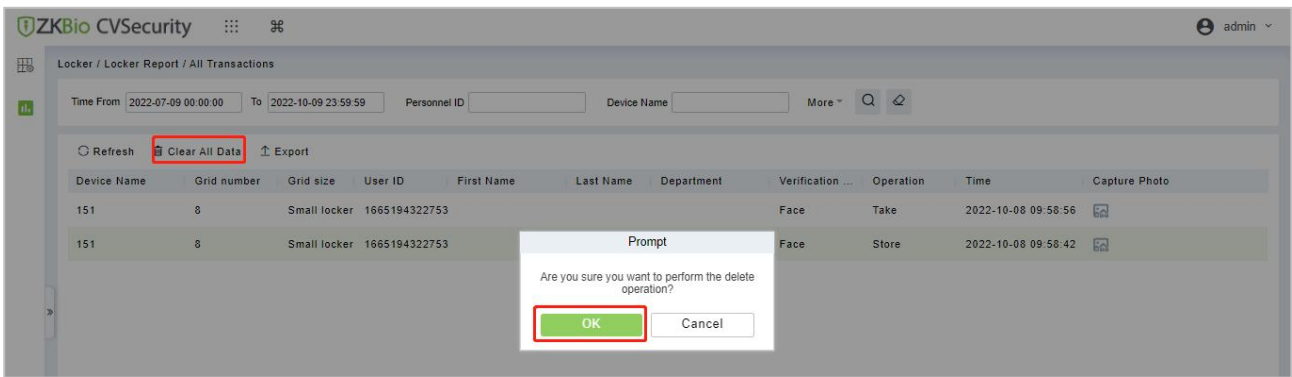 ZKBio CVSecurity admin
Locker / Locker Report / All Transactions
Time From 2022-07-09 00:00:00 To 2022-10-09 23:59:59 Personnel ID Device Name More
Refresh Clear All Data Export
Device Name Grid number Grid size User ID First Name Last Name Department Verification ... Operation Time Capture Photo
151 8 Small locker 1665194322753 Face Take 2022-10-08 09:58:56
151 8 Small locker 1665194322753 Face Store 2022-10-08 09:58:42
Prompt
Are you sure you want to perform the delete
operation?
OK Cancel